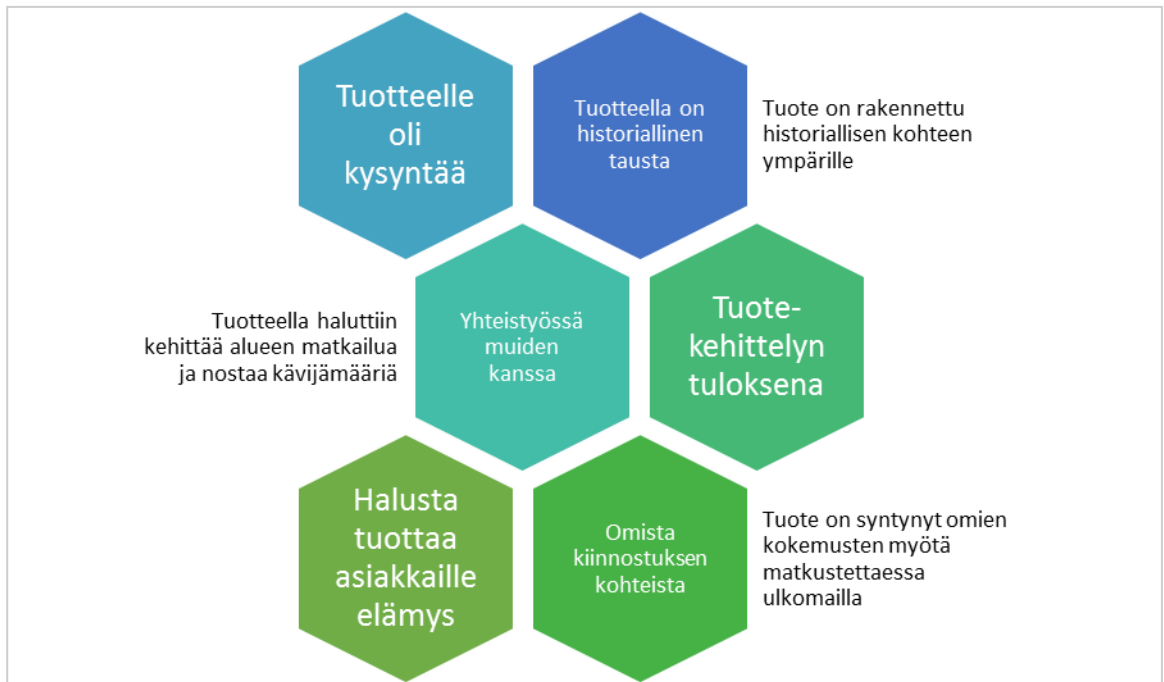 Tuotteelle
oli
kysyntää
Tuotteella on
historiallinen
tausta
Tuote on rakennettu
historiallisen kohteen
ympärille
Tuotteella haluttiin
kehittää alueen matkailua
ja nostaa kävijämääriä
Yhteistyössä
muiden
kanssa
Tuote-
kehittelyn
tuloksena
Halusta
tuottaa
asiakkaille
elämys
Omista
kiinnostuksen
kohteista
Tuote on syntynyt omien
kokemusten myötä
matkustettaessa
ulkomailla